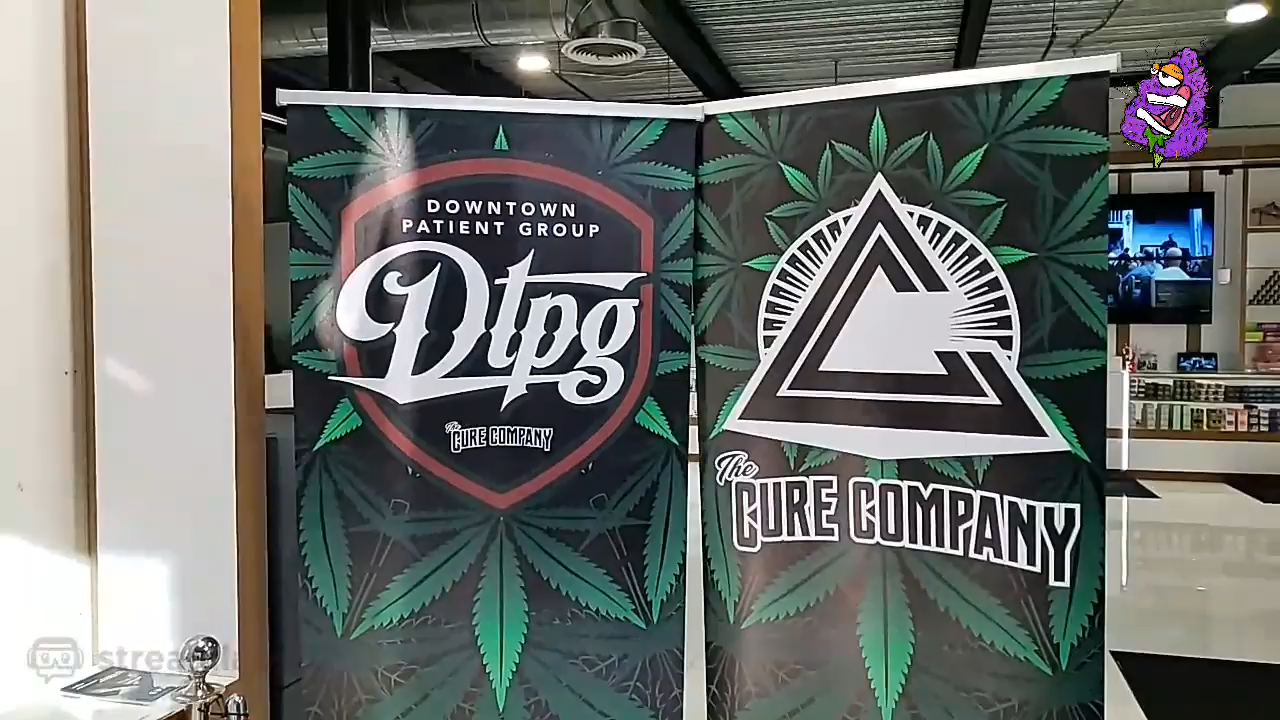 DOWNTOWN
PATIENT GROUP
Dtpg
The
CURE COMPANY
The
CURE COMPANY